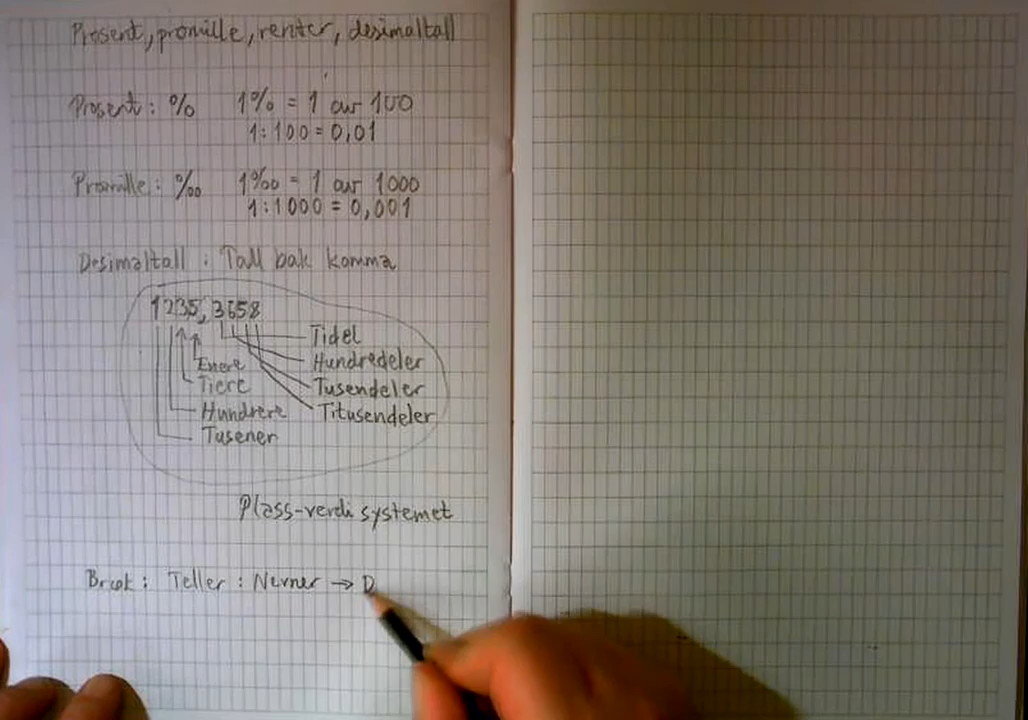 Prosent, promille, renter, desimaltall
Prosent : % 1% = 1 av 100
1 : 100 = 0,01
Promille : ‰ 1‰ = 1 av 1000
1 : 1000 = 0,001
Desimaltall : Tall bak komma
1235,3658
Tidel
Enere Hundredeler
Tiere Tusendeler
Hundrere Titusendeler
Tusener
Plass-verdi systemet
Brøk : Teller : Nevner → D